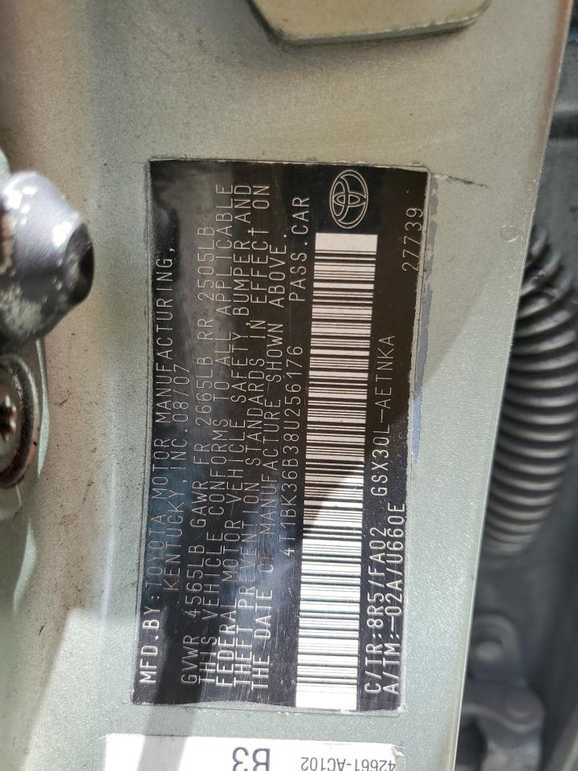 MFD. BY: TOYOTA MOTOR MANUFACTURING,
KENTUCKY, INC. 08/07
GVWR 4565LB GAWR FR 2665LB RR 2505LB
THIS VEHICLE CONFORMS TO ALL APPLICABLE
FEDERAL MOTOR VEHICLE SAFETY, BUMPER, AND
THEFT PREVENTION STANDARDS IN EFFECT ON
THE DATE OF MANUFACTURE SHOWN ABOVE.
4T1BK36B38U256176 PASS. CAR
C/TR: 8R5/FA02 GSX30L-AETNKA
A/TM: -02A/U660E 27739
42661-AC102
B3